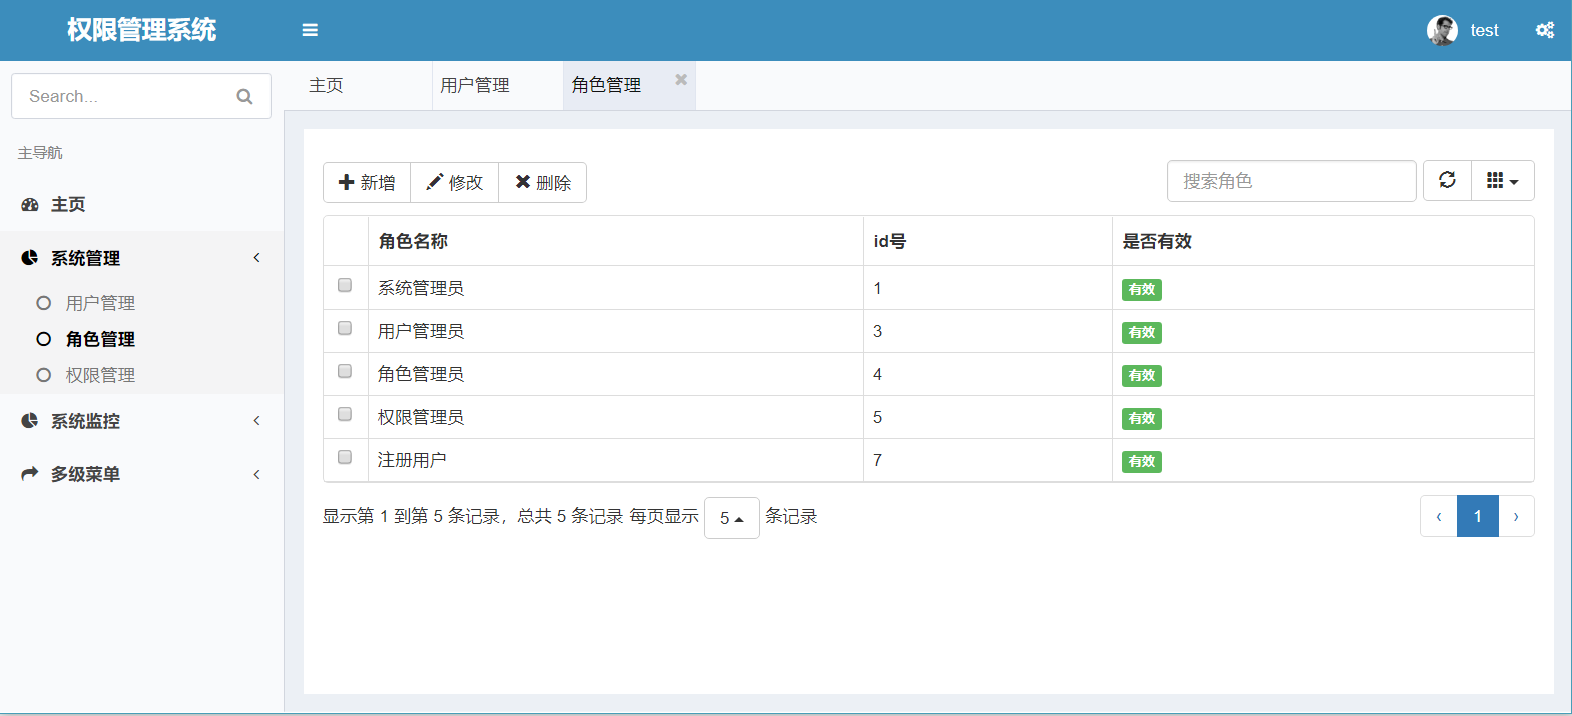 权限管理系统
test
Search...
主页
用户管理
角色管理
主导航
主页
系统管理
用户管理
角色管理
权限管理
系统监控
多级菜单
新增
修改
删除
搜索角色
角色名称 id号 是否有效
系统管理员 1 有效
用户管理员 3 有效
角色管理员 4 有效
权限管理员 5 有效
注册用户 7 有效
显示第 1 到第 5 条记录，总共 5 条记录 每页显示 5 条记录
‹ 1 ›